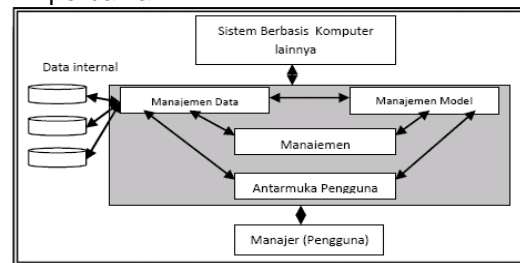 Sistem Berbasis Komputer
lainnya
Data internal
Manajemen Data
Manajemen Model
Manajemen
Antarmuka Pengguna
Manajer (Pengguna)